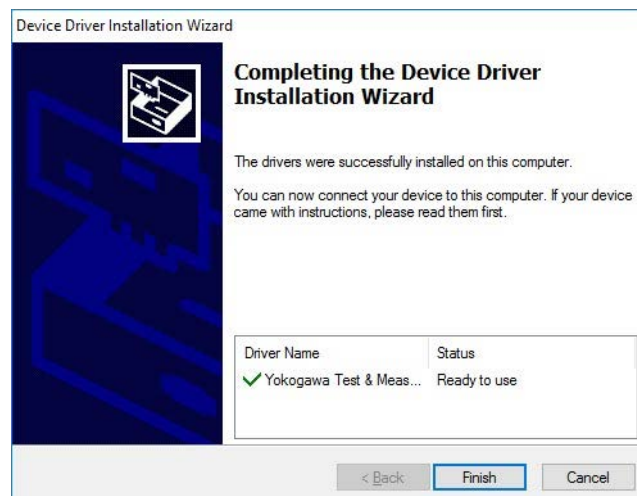 Device Driver Installation Wizard
Completing the Device Driver
Installation Wizard
The drivers were successfully installed on this computer.
You can now connect your device to this computer. If your device
came with instructions, please read them first.
Driver Name Status
Yokogawa Test & Meas... Ready to use
< Back Finish Cancel